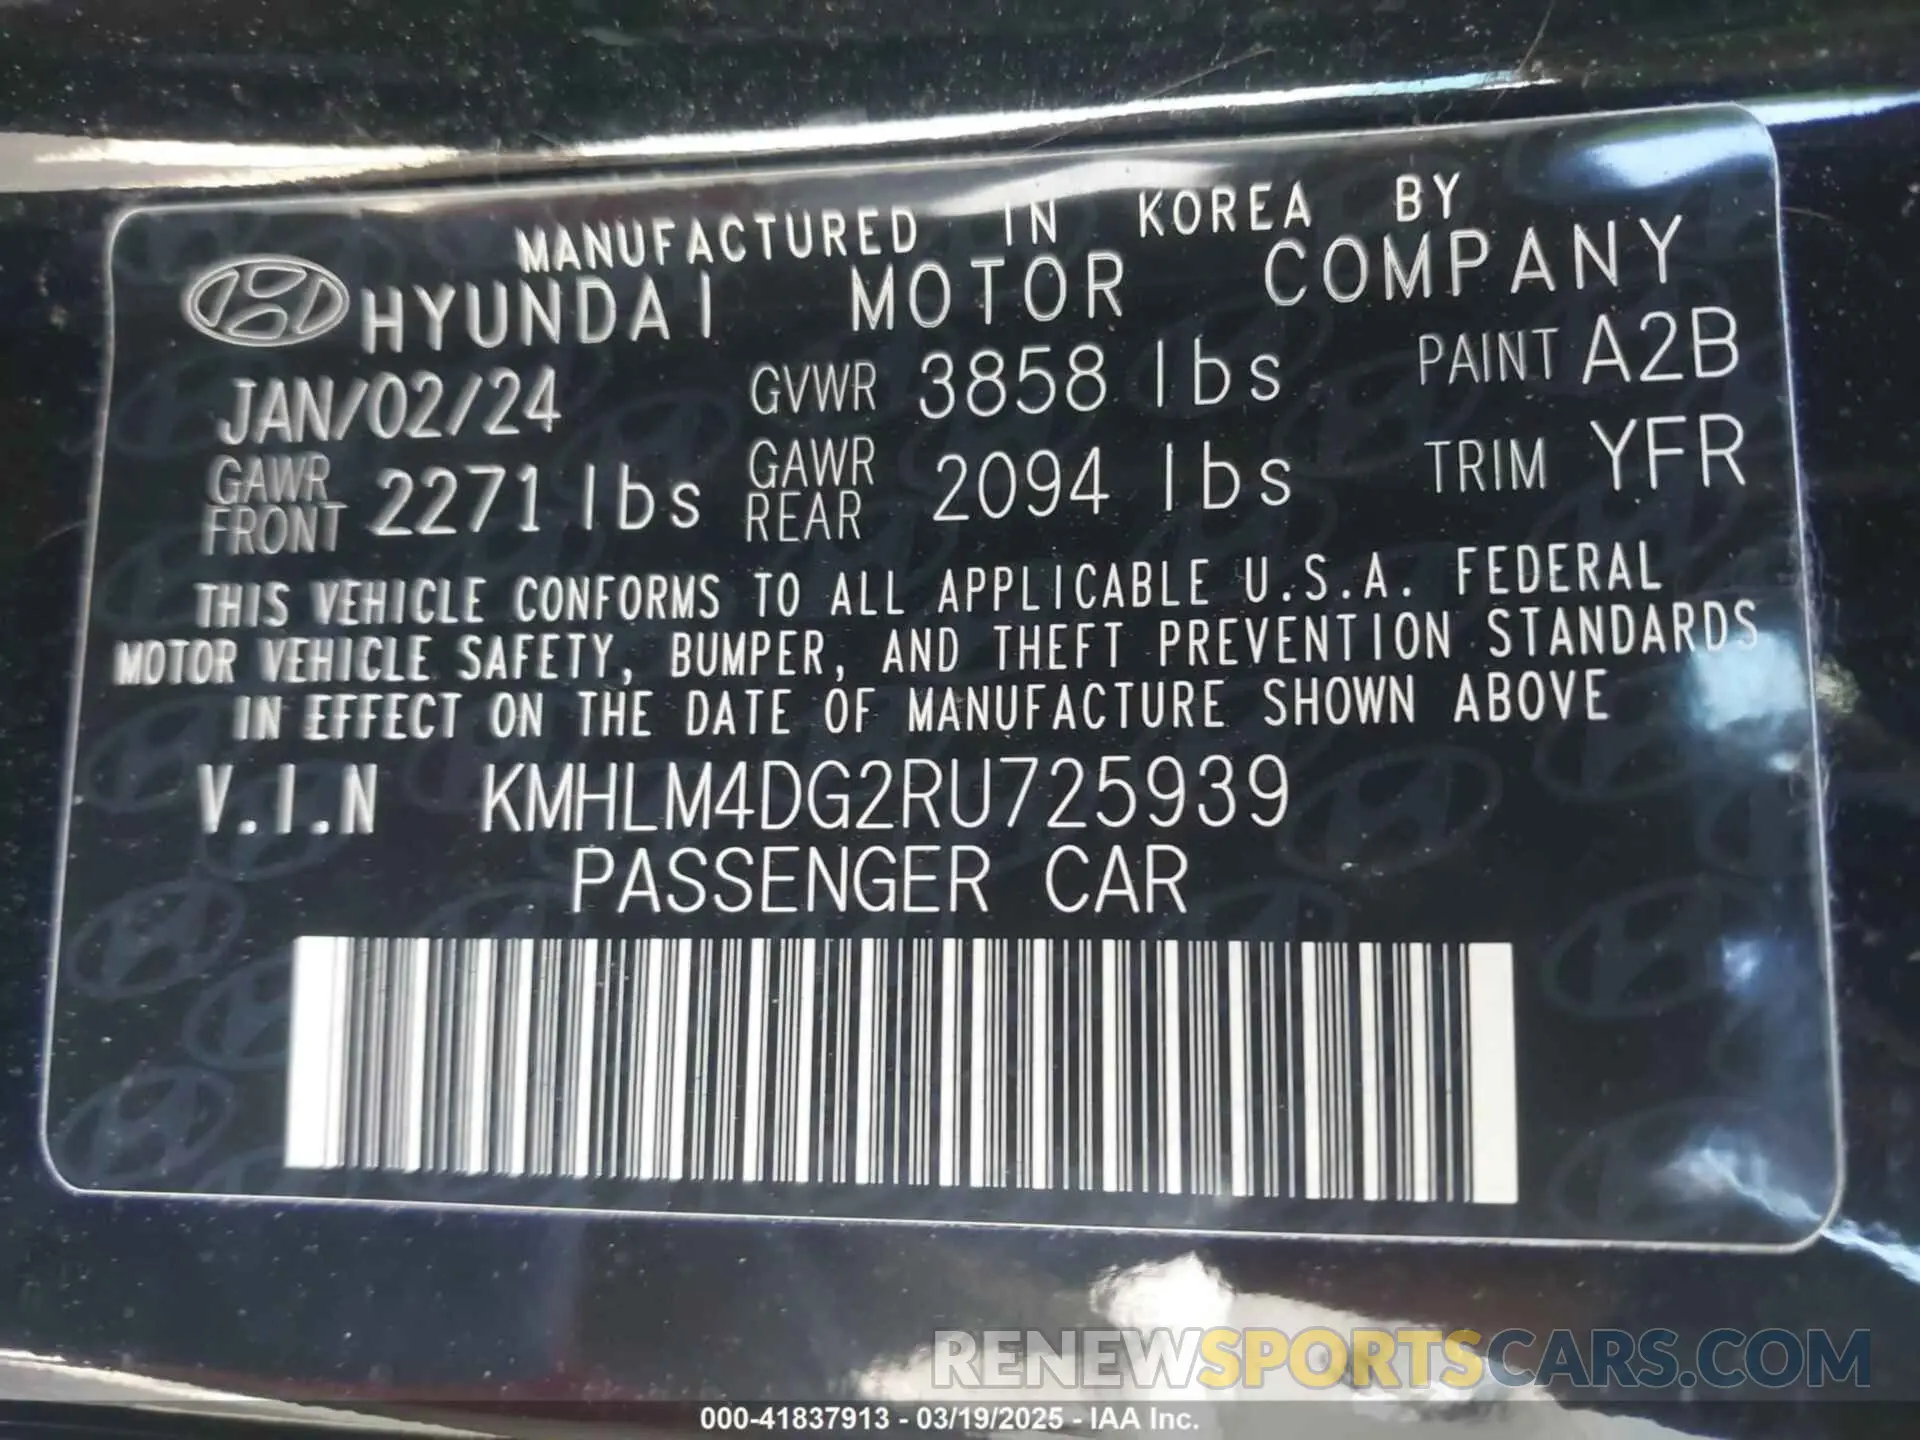 MANUFACTURED IN KOREA BY
HYUNDAI MOTOR COMPANY
JAN/02/24 GVWR 3858 lbs PAINT A2B
GAWR FRONT 2271 lbs GAWR REAR 2094 lbs TRIM YFR
THIS VEHICLE CONFORMS TO ALL APPLICABLE U.S.A. FEDERAL
MOTOR VEHICLE SAFETY, BUMPER, AND THEFT PREVENTION STANDARDS
IN EFFECT ON THE DATE OF MANUFACTURE SHOWN ABOVE
V.I.N KMHLM4DG2RU725939
PASSENGER CAR
RENEWSPORTSCARS.COM
000-41837913 - 03/19/2025 - IAA Inc.